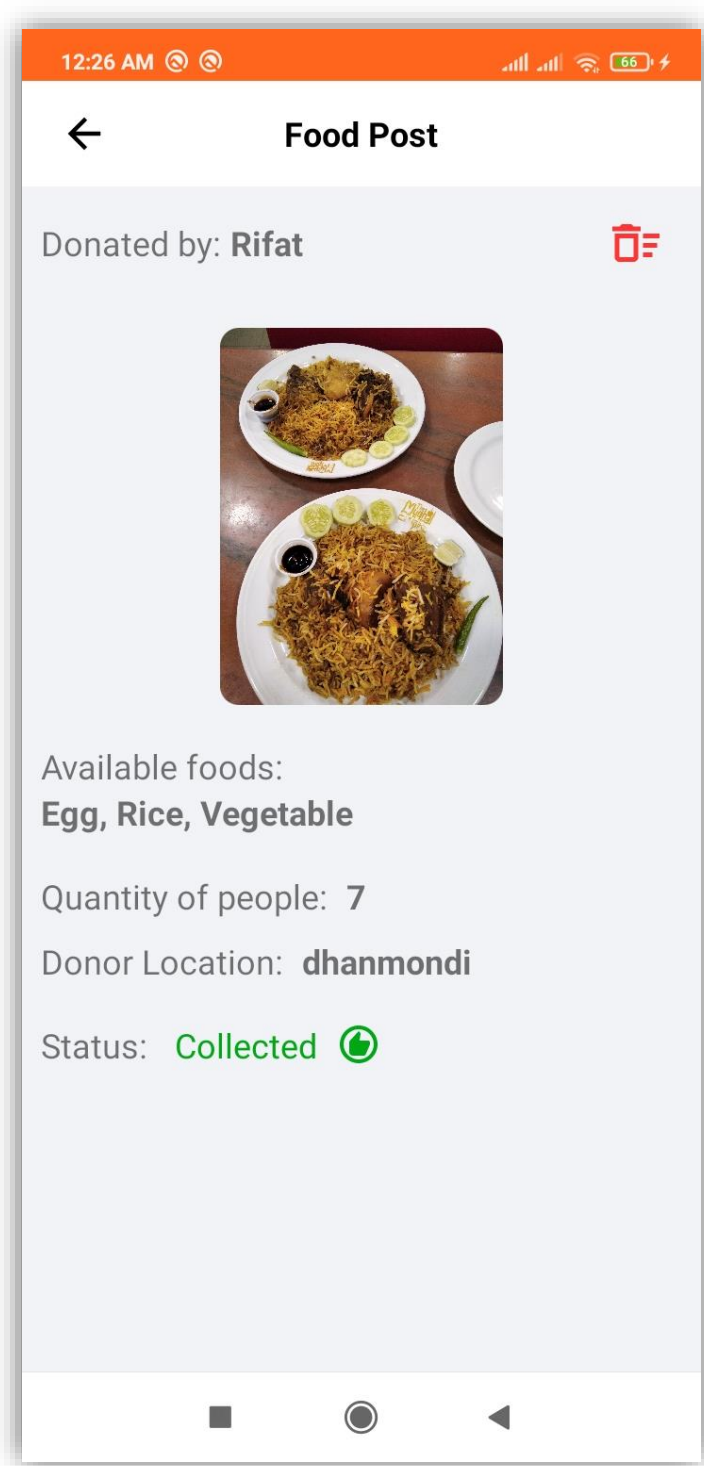 12:26 AM
66
Food Post
Donated by: Rifat
Available foods:
Egg, Rice, Vegetable
Quantity of people: 7
Donor Location: dhanmondi
Status: Collected